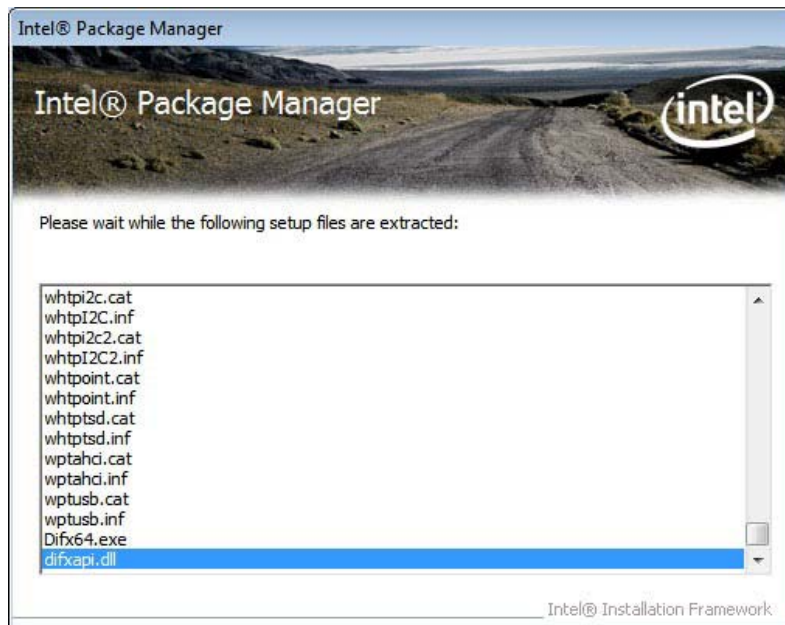 Intel® Package Manager
Intel® Package Manager
intel
Please wait while the following setup files are extracted:
whtpi2c.cat
whtpI2C.inf
whtpi2c2.cat
whtpI2C2.inf
whtpoint.cat
whtpoint.inf
whtptsd.cat
whtptsd.inf
wptahci.cat
wptahci.inf
wptusb.cat
wptusb.inf
Difx64.exe
difxapi.dll
Intel® Installation Framework